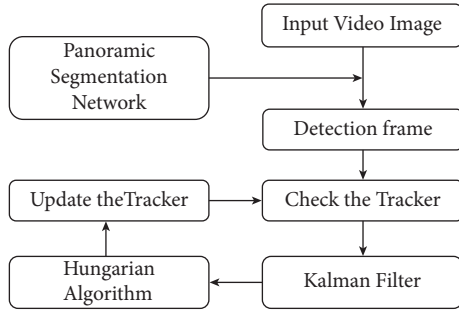 Input Video Image
Panoramic
Segmentation
Network
Detection frame
Update theTracker
Check the Tracker
Hungarian
Algorithm
Kalman Filter